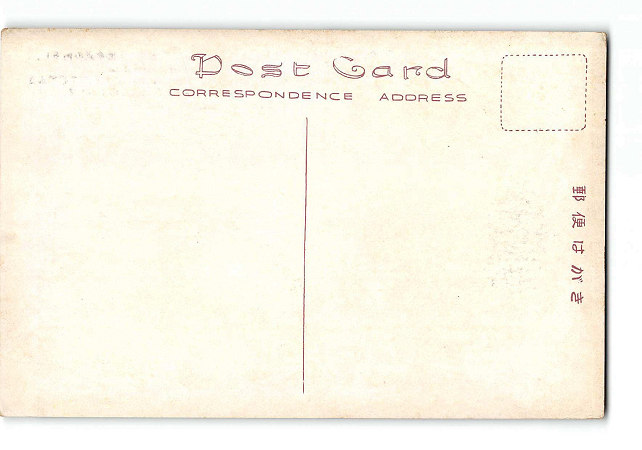 Post Card
CORRESPONDENCE ADDRESS
郵便はがき